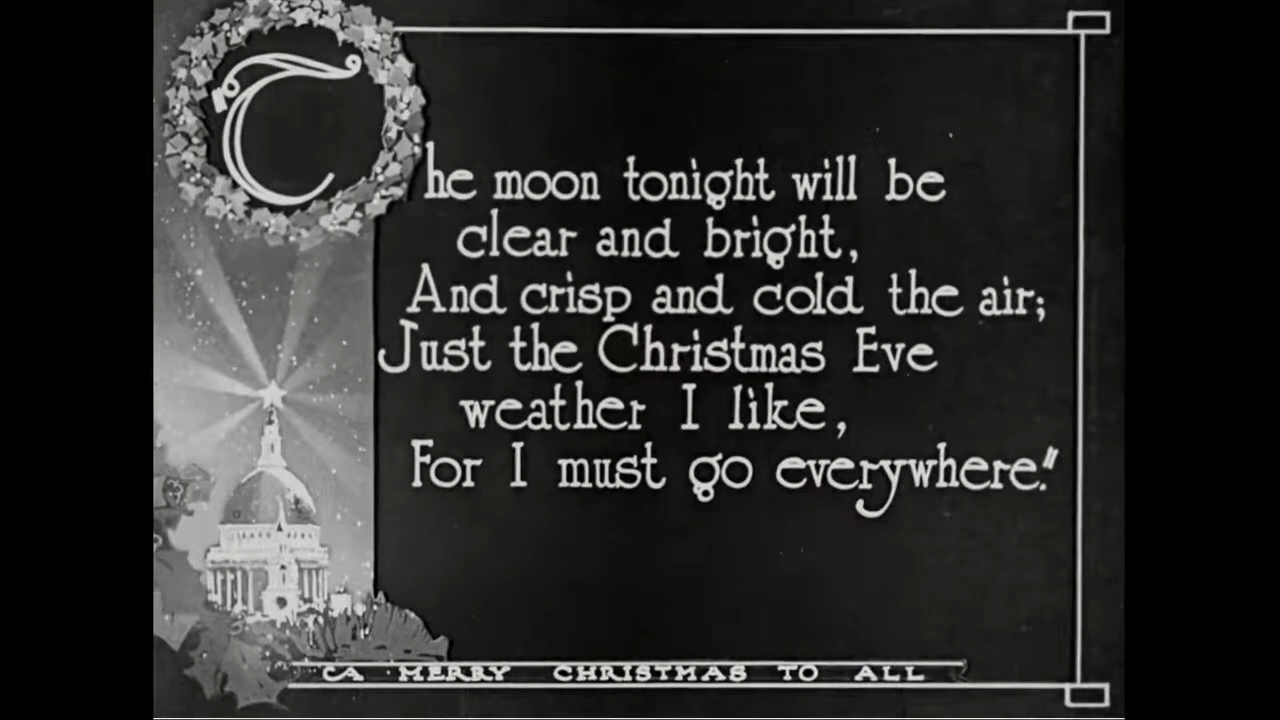 The moon tonight will be
clear and bright,
And crisp and cold the air;
Just the Christmas Eve
weather I like,
For I must go everywhere."
A MERRY CHRISTMAS TO ALL